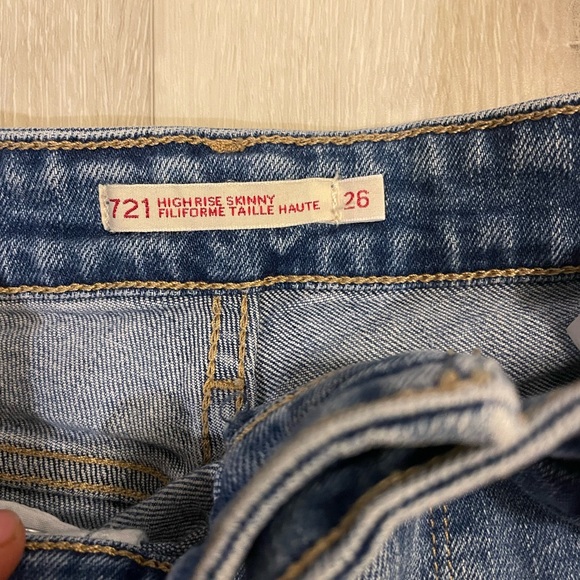 721 HIGH RISE SKINNY
FILIFORME TAILLE HAUTE
26